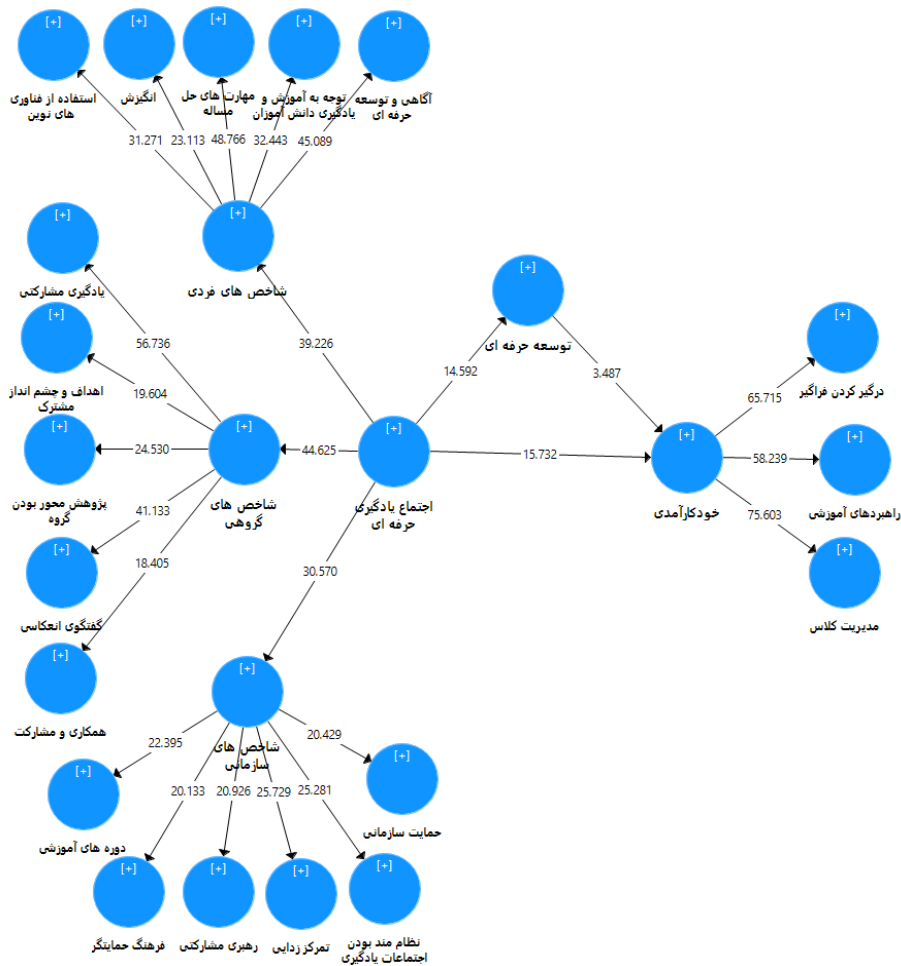 [+]
[+]
[+]
[+]
[+]
استفاده از فناوری
های نوین
انگیزش
مهارت های حل
مساله
توجه به آموزش و
یادگیری دانش آموزان
آگاهی و توسعه
حرفه ای
31.271
23.113
48.766
32.443
45.089
[+]
شاخص های فردی
[+]
یادگیری مشارکتی
[+]
توسعه حرفه ای
[+]
اهداف و چشم انداز
مشترک
[+]
درگیر کردن فراگیر
56.736
39.226
14.592
3.487
65.715
19.604
[+]
پژوهش محور بودن
گروه
24.530
[+]
شاخص های
گروهی
44.625
[+]
اجتماع یادگیری
حرفه ای
15.732
[+]
خودکارآمدی
58.239
[+]
راهبردهای آموزشی
41.133
75.603
[+]
گفتگوی انعکاسی
18.405
30.570
[+]
مدیریت کلاس
[+]
همکاری و مشارکت
[+]
شاخص های
سازمانی
22.395
20.429
[+]
دوره های آموزشی
20.133
20.926
25.729
25.281
[+]
حمایت سازمانی
[+]
فرهنگ حمایتگر
[+]
رهبری مشارکتی
[+]
تمرکز زدایی
[+]
نظام مند بودن
اجتماعات یادگیری